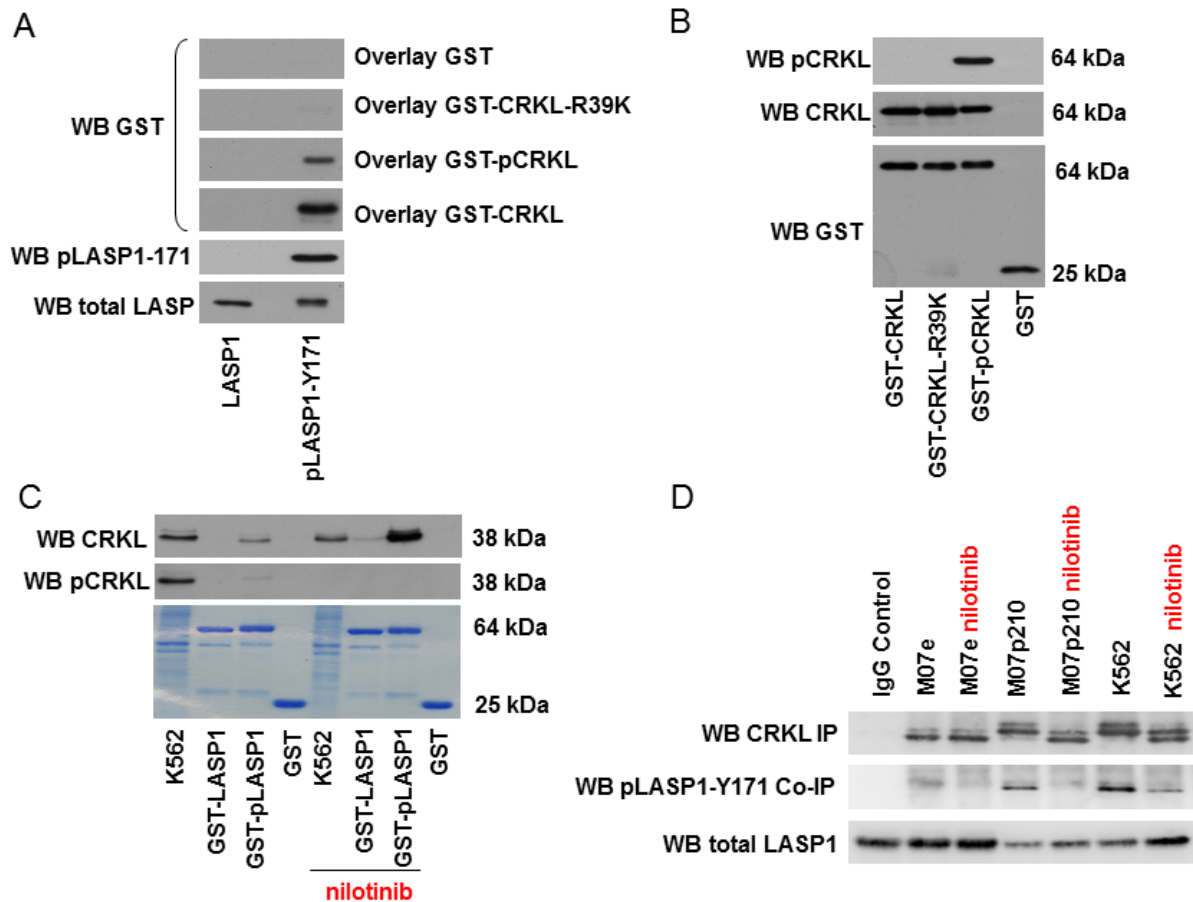 A
WB GST
Overlay GST
Overlay GST-CRKL-R39K
Overlay GST-pCRKL
Overlay GST-CRKL
WB pLASP1-171
WB total LASP
LASP1
pLASP1-Y171
B
WB pCRKL
64 kDa
WB CRKL
64 kDa
WB GST
64 kDa
25 kDa
GST-CRKL
GST-CRKL-R39K
GST-pCRKL
GST
C
WB CRKL
38 kDa
WB pCRKL
38 kDa
64 kDa
25 kDa
K562
GST-LASP1
GST-pLASP1
GST
K562
GST-LASP1
GST-pLASP1
GST
nilotinib
D
IgG Control
M07e
M07e nilotinib
M07p210
M07p210 nilotinib
K562
K562 nilotinib
WB CRKL IP
WB pLASP1-Y171 Co-IP
WB total LASP1